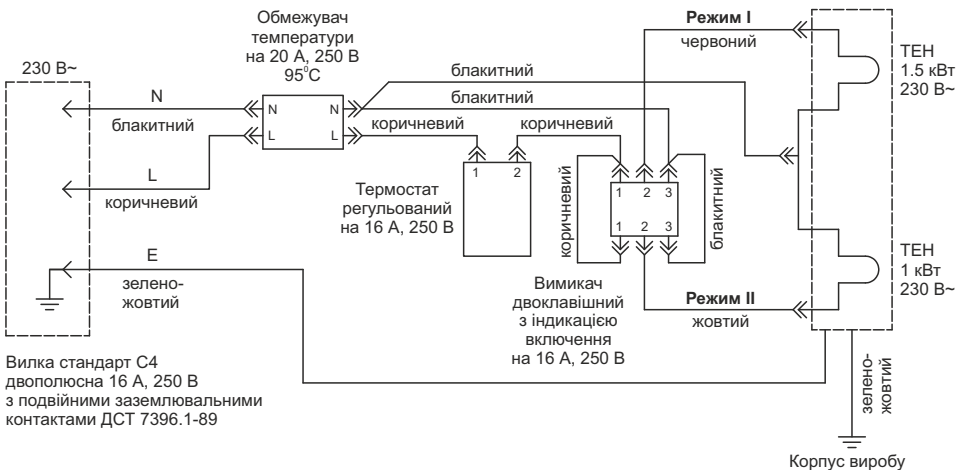 Обмежувач
температури
на 20 А, 250 В
95°С
230 В~
N
блакитний
L
коричневий
E
зелено-
жовтий
N
N
L
L
блакитний
блакитний
коричневий
коричневий
1
2
Термостат
регульований
на 16 А, 250 В
Режим I
червоний
коричневий
1
2
3
1
2
3
блакитний
Режим II
жовтий
Вимикач
двоклавішний
з індикацією
включення
на 16 А, 250 В
ТЕН
1.5 кВт
230 В~
ТЕН
1 кВт
230 В~
зелено-
жовтий
Корпус виробу
Вилка стандарт С4
двополюсна 16 А, 250 В
з подвійними заземлювальними
контактами ДСТ 7396.1-89